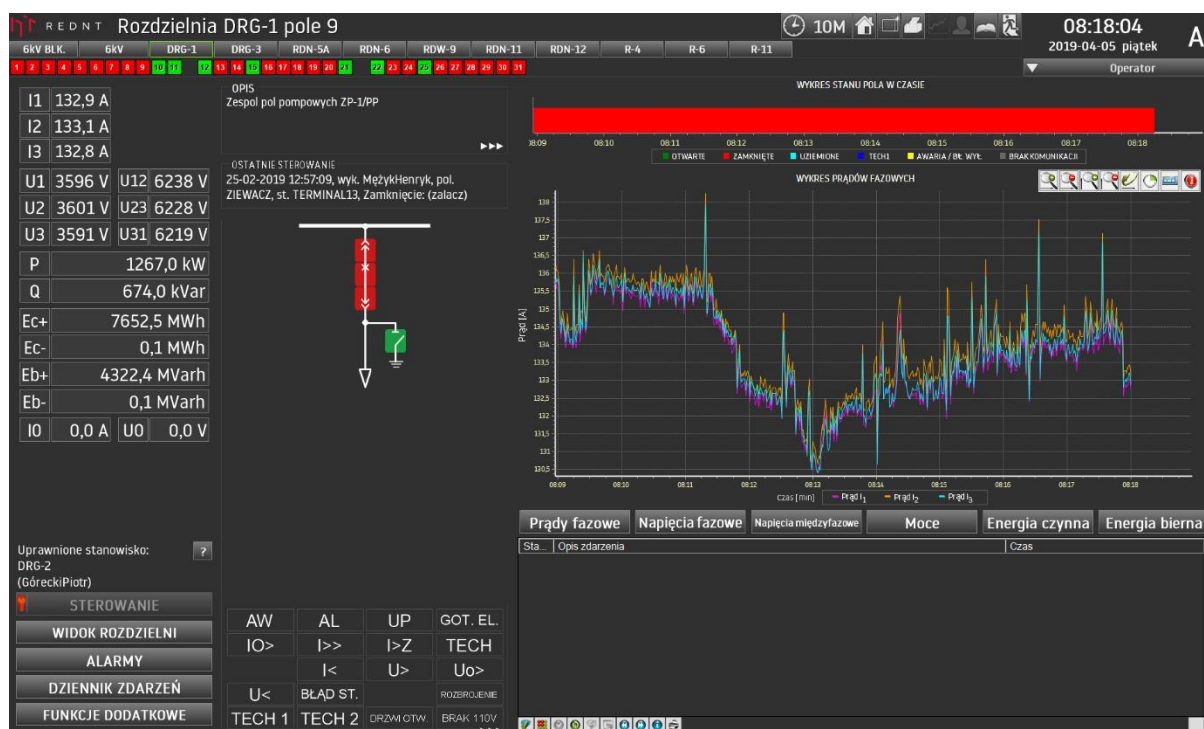 REDNT Rozdzielnia DRG-1 pole 9
10M
08:18:04
2019-04-05 piątek
A
6kV BLK. 6kV DRG-1 DRG-3 RDN-5A RDN-6 RDW-9 RDN-11 RDN-12 R-4 R-6 R-11
1 2 3 4 5 6 7 8 9 10 11 12 13 14 15 16 17 18 19 20 21 22 23 24 25 26 27 28 29 30 31
Operator
I1 132,9 A
I2 133,1 A
I3 132,8 A
U1 3596 V U12 6238 V
U2 3601 V U23 6228 V
U3 3591 V U31 6219 V
P 1267,0 kW
Q 674,0 kVar
Ec+ 7652,5 MWh
Ec- 0,1 MWh
Eb+ 4322,4 MVarh
Eb- 0,1 MVarh
I0 0,0 A U0 0,0 V
OPIS
Zespol pol pompowych ZP-1/PP
OSTATNIE STEROWANIE
25-02-2019 12:57:09, wyk. MężykHenryk, pol.
ZIEWACZ, st. TERMINAL13, Zamknięcie: (zalacz)
WYKRES STANU POLA W CZASIE
08:09 08:10 08:11 08:12 08:13 08:14 08:15 08:16 08:17 08:18
OTWARTE ZAMKNIĘTE UZIEMIONE TECH1 AWARIA / BŁ. WYŁ. BRAK KOMUNIKACJI
WYKRES PRĄDÓW FAZOWYCH
Prąd [A]
138
137,5
137
136,5
136
135,5
135
134,5
134
133,5
133
132,5
132
131,5
131
130,5
08:09 08:10 08:11 08:12 08:13 08:14 08:15 08:16 08:17 08:18
Czas [min] Prąd I1 Prąd I2 Prąd I3
Prądy fazowe Napięcia fazowe Napięcia międzyfazowe Moce Energia czynna Energia bierna
Sta... Opis zdarzenia Czas
Uprawnione stanowisko: ?
DRG-2
(GóreckiPiotr)
STEROWANIE
WIDOK ROZDZIELNI
ALARMY
DZIENNIK ZDARZEŃ
FUNKCJE DODATKOWE
AW AL UP GOT. EL.
IO> I>> I>Z TECH
I< U> Uo>
U< BŁĄD ST. ROZBROJENIE
TECH 1 TECH 2 DRZWI OTW. BRAK 110V